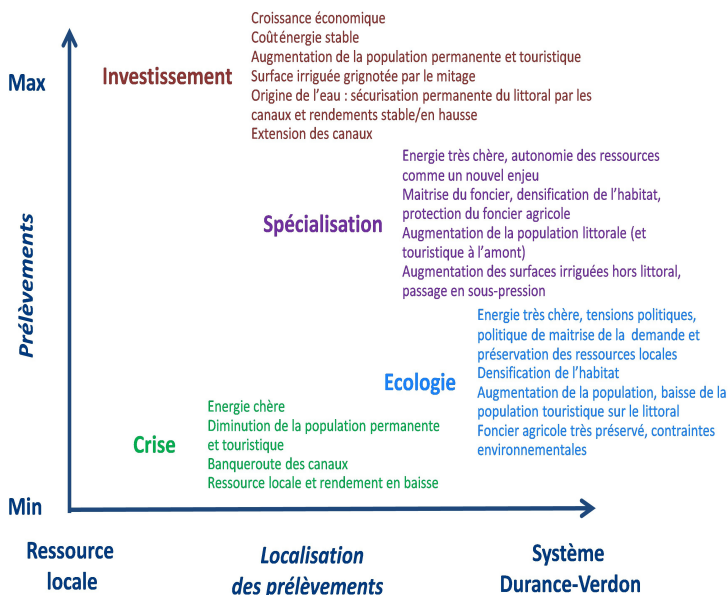 Croissance économique
Coût énergie stable
Augmentation de la population permanente et touristique
Investissement
Surface irriguée grignotée par le mitage
Max
Origine de l'eau : sécurisation permanente du littoral par les
canaux et rendements stable/en hausse
Extension des canaux
Energie très chère, autonomie des ressources
comme un nouvel enjeu
Maitrise du foncier, densification de l'habitat,
protection du foncier agricole
Spécialisation
Augmentation de la population littorale (et
touristique à l'amont)
Augmentation des surfaces irriguées hors littoral,
passage en sous-pression
Prélèvements
Energie très chère, tensions politiques,
politique de maitrise de la demande et
préservation des ressources locales
Densification de l'habitat
Ecologie
Augmentation de la population, baisse de la
population touristique sur le littoral
Foncier agricole très préservé, contraintes
environnementales
Energie chère
Diminution de la population permanente
et touristique
Crise
Banqueroute des canaux
Ressource locale et rendement en baisse
Min
Ressource
locale
Localisation
des prélèvements
Système
Durance-Verdon